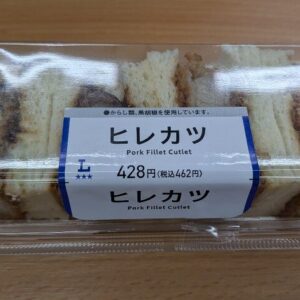 ●からし類、黒胡椒を使用しています。
ヒレカツ
Pork Fillet Cutlet
L
★★★
428円(税込462円)
ヒレカツ
Pork Fillet Cutlet